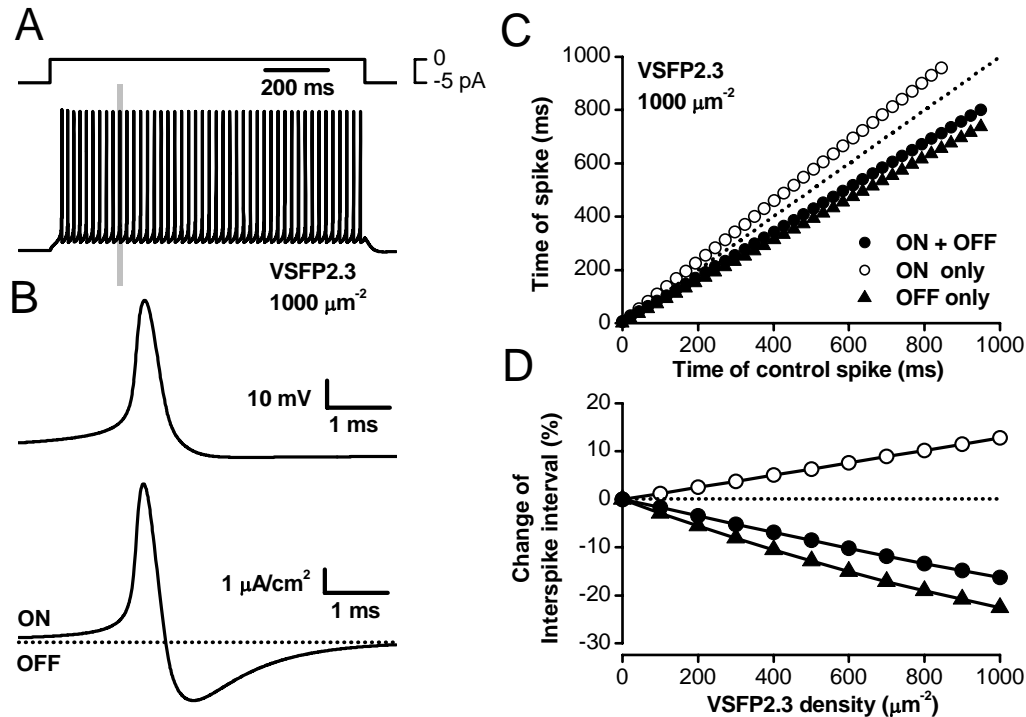 A
0
-5 pA
200 ms
VSFP2.3
1000 μm-2
B
10 mV
1 ms
1 μA/cm2
1 ms
ON
OFF
C
Time of spike (ms)
1000
800
600
400
200
0
VSFP2.3
1000 μm-2
ON + OFF
ON only
OFF only
0 200 400 600 800 1000
Time of control spike (ms)
D
Change of
Interspike interval (%)
20
10
0
-10
-20
-30
0 200 400 600 800 1000
VSFP2.3 density (μm-2)